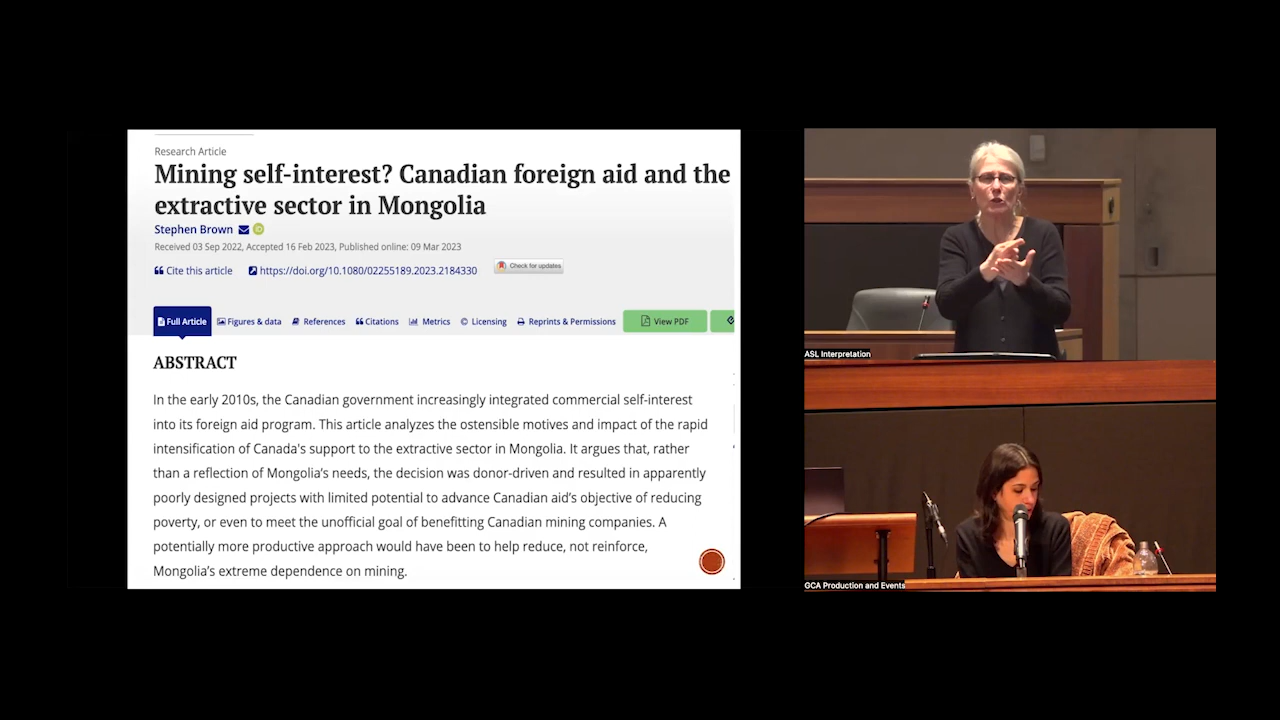 Research Article
Mining self-interest? Canadian foreign aid and the
extractive sector in Mongolia
Stephen Brown
Received 03 Sep 2022, Accepted 16 Feb 2023, Published online: 09 Mar 2023
Cite this article https://doi.org/10.1080/02255189.2023.2184330 Check for updates
Full Article Figures & data References Citations Metrics Licensing Reprints & Permissions View PDF
ABSTRACT
In the early 2010s, the Canadian government increasingly integrated commercial self-interest
into its foreign aid program. This article analyzes the ostensible motives and impact of the rapid
intensification of Canada's support to the extractive sector in Mongolia. It argues that, rather
than a reflection of Mongolia's needs, the decision was donor-driven and resulted in apparently
poorly designed projects with limited potential to advance Canadian aid's objective of reducing
poverty, or even to meet the unofficial goal of benefitting Canadian mining companies. A
potentially more productive approach would have been to help reduce, not reinforce,
Mongolia's extreme dependence on mining.
ASL Interpretation
GCA Production and Events